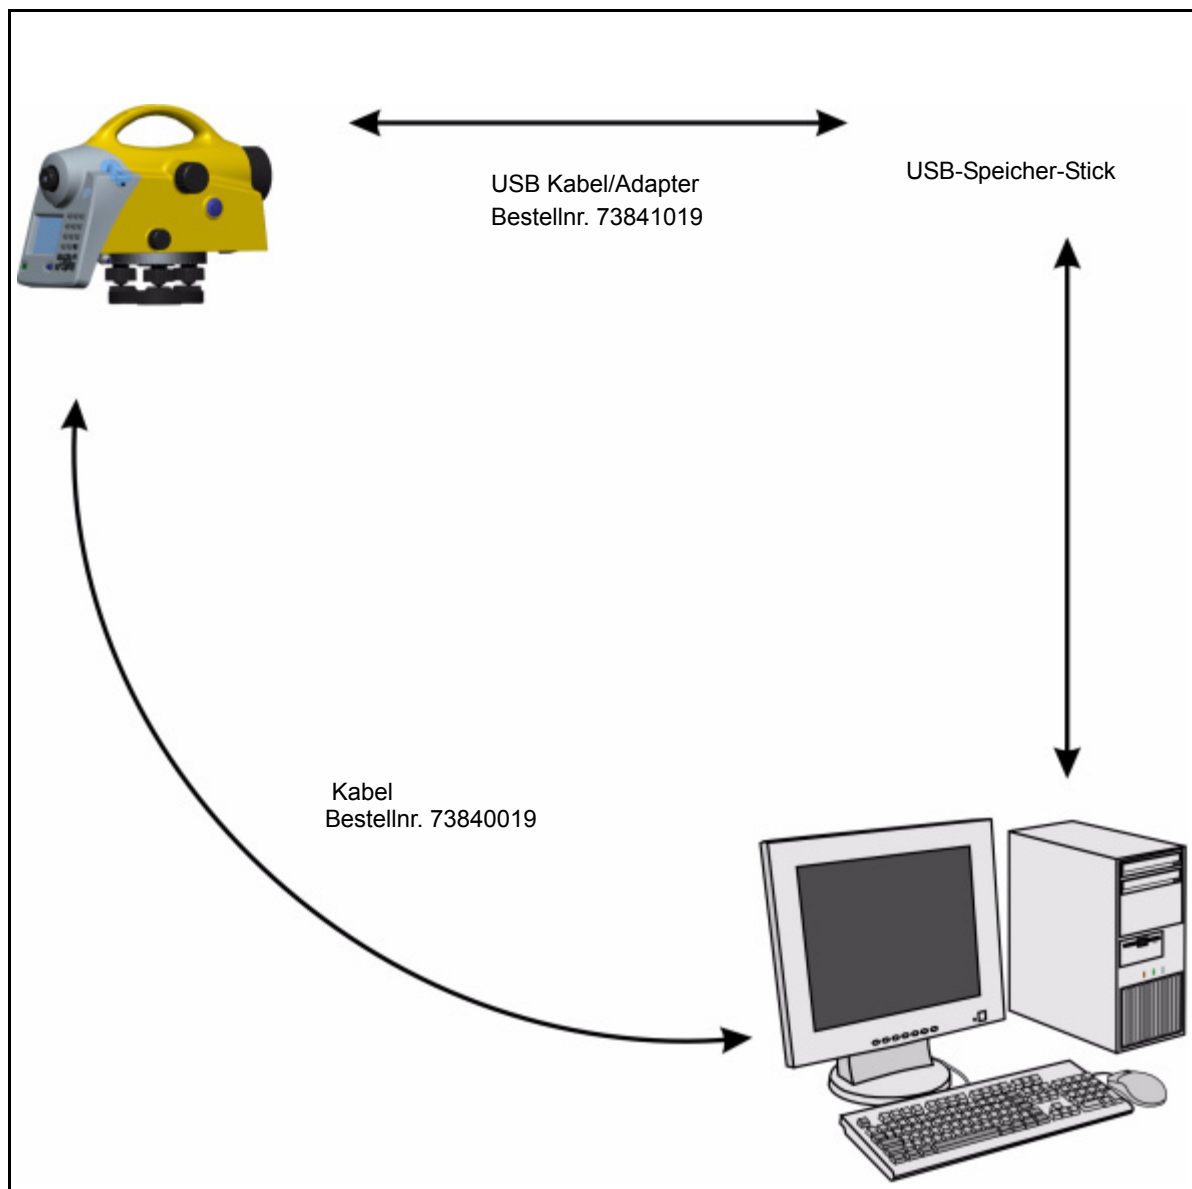 USB Kabel/Adapter
Bestellnr. 73841019
USB-Speicher-Stick
Kabel
Bestellnr. 73840019